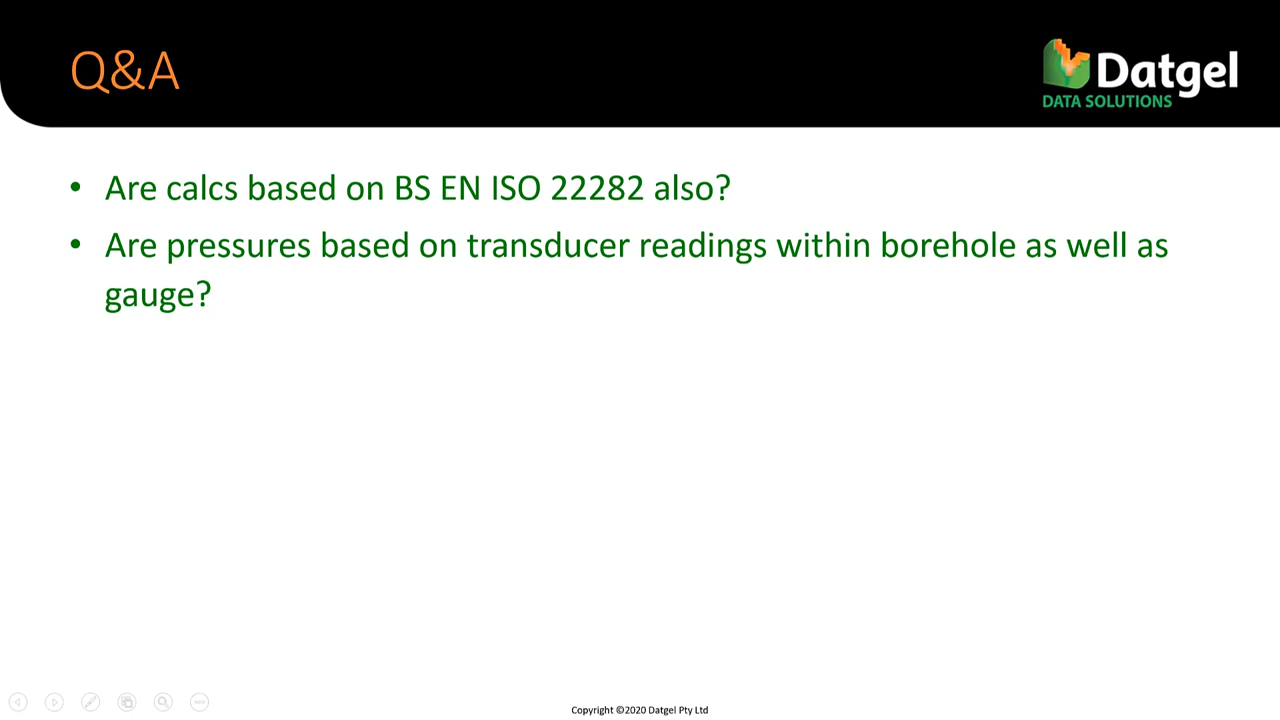 Q&A
Datgel
DATA SOLUTIONS
• Are calcs based on BS EN ISO 22282 also?
• Are pressures based on transducer readings within borehole as well as
gauge?
Copyright ©2020 Datgel Pty Ltd